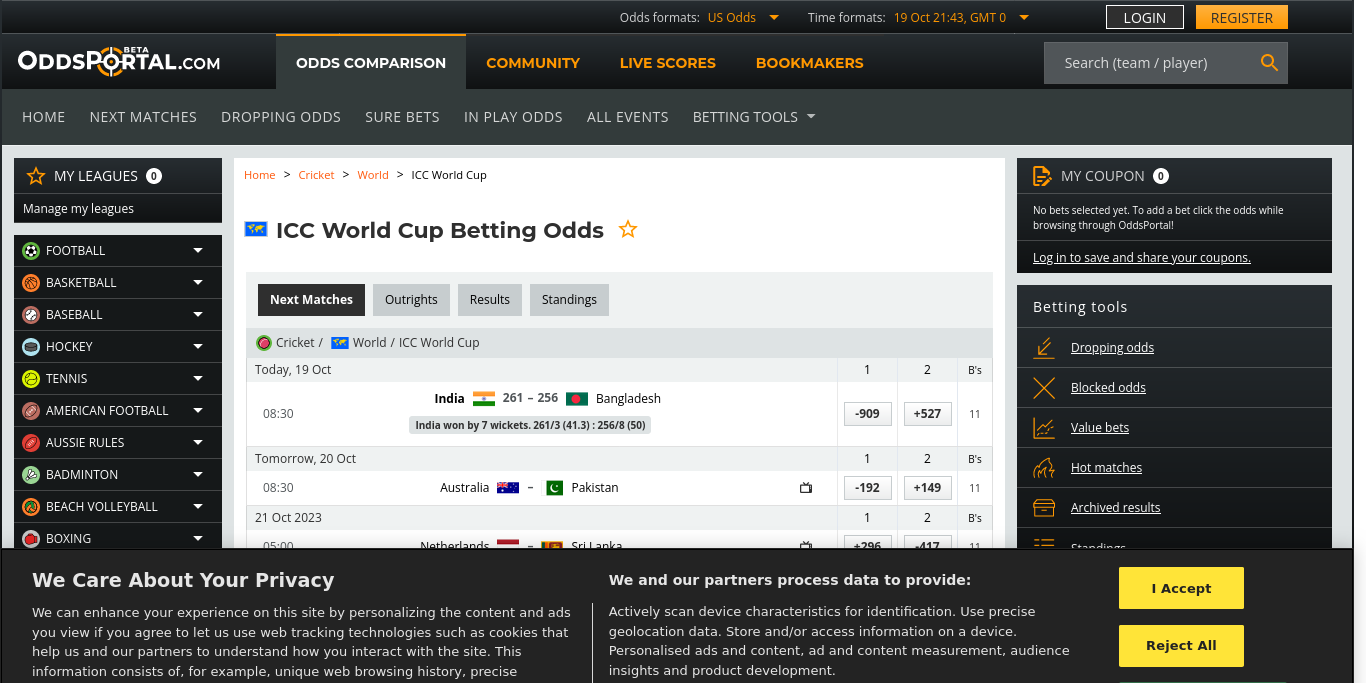 Odds formats: US Odds Time formats: 19 Oct 21:43, GMT 0 LOGIN REGISTER
ODDSPORTAL.COM BETA
ODDS COMPARISON COMMUNITY LIVE SCORES BOOKMAKERS Search (team / player)
HOME NEXT MATCHES DROPPING ODDS SURE BETS IN PLAY ODDS ALL EVENTS BETTING TOOLS
MY LEAGUES 0
Manage my leagues
FOOTBALL
BASKETBALL
BASEBALL
HOCKEY
TENNIS
AMERICAN FOOTBALL
AUSSIE RULES
BADMINTON
BEACH VOLLEYBALL
BOXING
Home > Cricket > World > ICC World Cup
ICC World Cup Betting Odds
Next Matches Outrights Results Standings
Cricket / World / ICC World Cup
Today, 19 Oct 1 2 B's
India 261 – 256 Bangladesh
08:30 -909 +527 11
India won by 7 wickets. 261/3 (41.3) : 256/8 (50)
Tomorrow, 20 Oct 1 2 B's
08:30 Australia – Pakistan -192 +149 11
21 Oct 2023 1 2 B's
05:00 Netherlands – Sri Lanka +296 -417 11
MY COUPON 0
No bets selected yet. To add a bet click the odds while
browsing through OddsPortal!
Log in to save and share your coupons.
Betting tools
Dropping odds
Blocked odds
Value bets
Hot matches
Archived results
Standings
We Care About Your Privacy
We can enhance your experience on this site by personalizing the content and ads
you view if you agree to let us use web tracking technologies such as cookies that
help us and our partners to understand how you interact with the site. This
information consists of, for example, unique web browsing history, precise
We and our partners process data to provide:
Actively scan device characteristics for identification. Use precise
geolocation data. Store and/or access information on a device.
Personalised ads and content, ad and content measurement, audience
insights and product development.
I Accept
Reject All